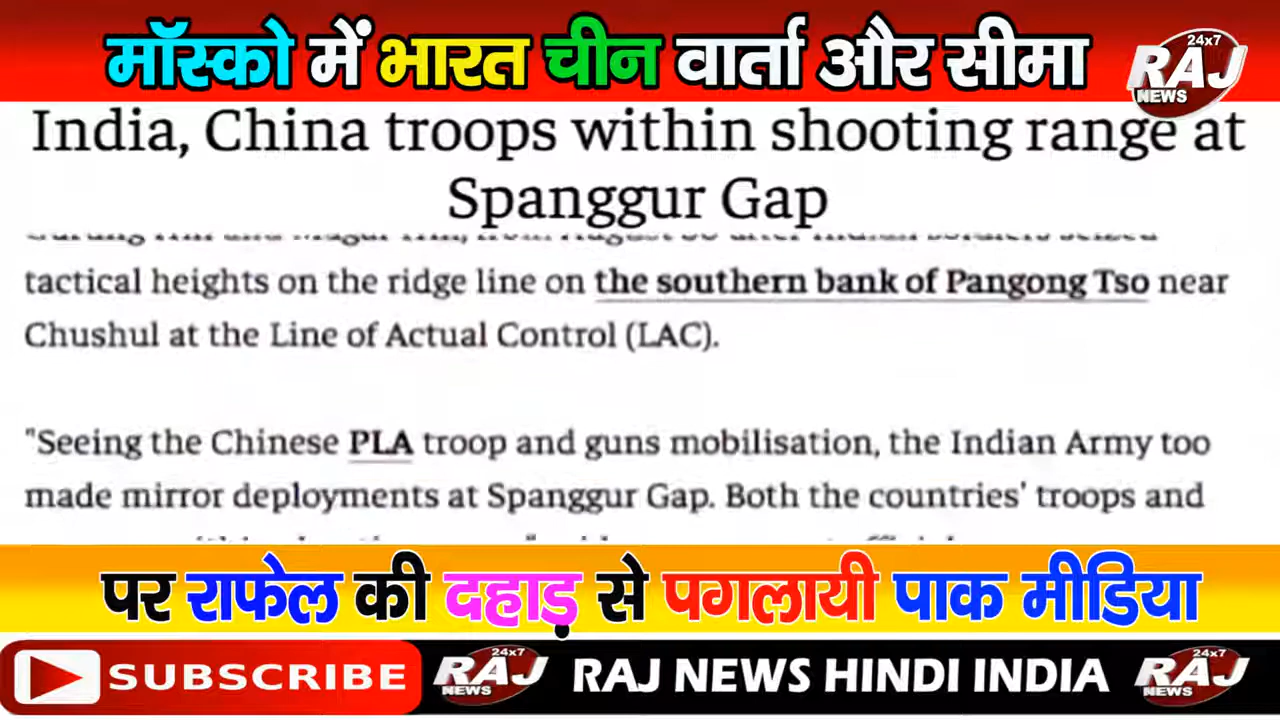 मॉस्को में भारत चीन वार्ता और सीमा
24x7
RAJ
NEWS
India, China troops within shooting range at
Spanggur Gap
tactical heights on the ridge line on the southern bank of Pangong Tso near
Chushul at the Line of Actual Control (LAC).
"Seeing the Chinese PLA troop and guns mobilisation, the Indian Army too
made mirror deployments at Spanggur Gap. Both the countries' troops and
पर राफेल की दहाड़ से पगलायी पाक मीडिया
SUBSCRIBE
24x7
RAJ
NEWS
RAJ NEWS HINDI INDIA
24x7
RAJ
NEWS